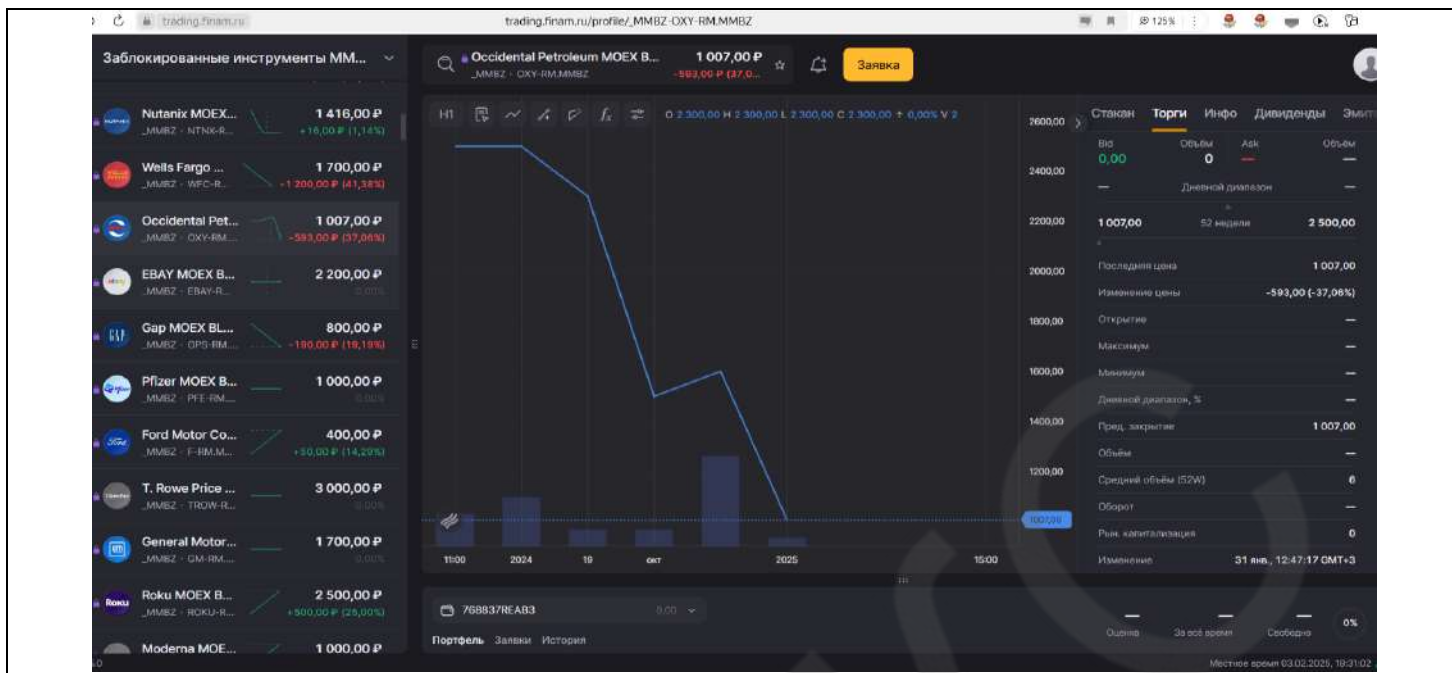 trading.finam.ru
trading.finam.ru/profile/_MMBZ-OXY-RM.MMBZ
125%
Заблокированные инструменты MM...
Occidental Petroleum MOEX B...
_MMBZ · OXY-RM.MMBZ
1 007,00 ₽
-593,00 ₽ (37,0...
Заявка
Nutanix MOEX...
_MMBZ · NTNX-R...
1 416,00 ₽
+16,00 ₽ (1,14%)
Wells Fargo ...
_MMBZ · WFC-R...
1 700,00 ₽
-1 200,00 ₽ (41,38%)
Occidental Pet...
_MMBZ · OXY-RM....
1 007,00 ₽
-593,00 ₽ (37,06%)
EBAY MOEX B...
_MMBZ · EBAY-R...
2 200,00 ₽
0,00%
Gap MOEX BL...
_MMBZ · GPS-RM....
800,00 ₽
-190,00 ₽ (19,19%)
Pfizer MOEX B...
_MMBZ · PFE-RM....
1 000,00 ₽
0,00%
Ford Motor Co...
_MMBZ · F-RM.M...
400,00 ₽
+50,00 ₽ (14,29%)
T. Rowe Price ...
_MMBZ · TROW-R...
3 000,00 ₽
0,00%
General Motor...
_MMBZ · GM-RM....
1 700,00 ₽
0,00%
Roku MOEX B...
_MMBZ · ROKU-R...
2 500,00 ₽
+500,00 ₽ (25,00%)
Moderna MOE...
1 000,00 ₽
H1
O 2 300,00 H 2 300,00 L 2 300,00 C 2 300,00 + 0,00% V 2
2600,00
2400,00
2200,00
2000,00
1800,00
1600,00
1400,00
1200,00
1007,00
11:00 2024 19 окт 2025 15:00
Стакан Торги Инфо Дивиденды Эмит
Bid Объём Ask Объём
0,00 0 — —
— Дневной диапазон —
1 007,00 52 недели 2 500,00
Последняя цена 1 007,00
Изменение цены -593,00 (-37,06%)
Открытие —
Максимум —
Минимум —
Дневной диапазон, % —
Пред. закрытие 1 007,00
Объём —
Средний объём (52W) 6
Оборот —
Рын. капитализация 0
Изменение 31 янв., 12:47:17 GMT+3
768837REAB3 0,00
Портфель Заявки История
— — — 0%
Оценка За всё время Свободно
Местное время 03.02.2025, 19:31:02